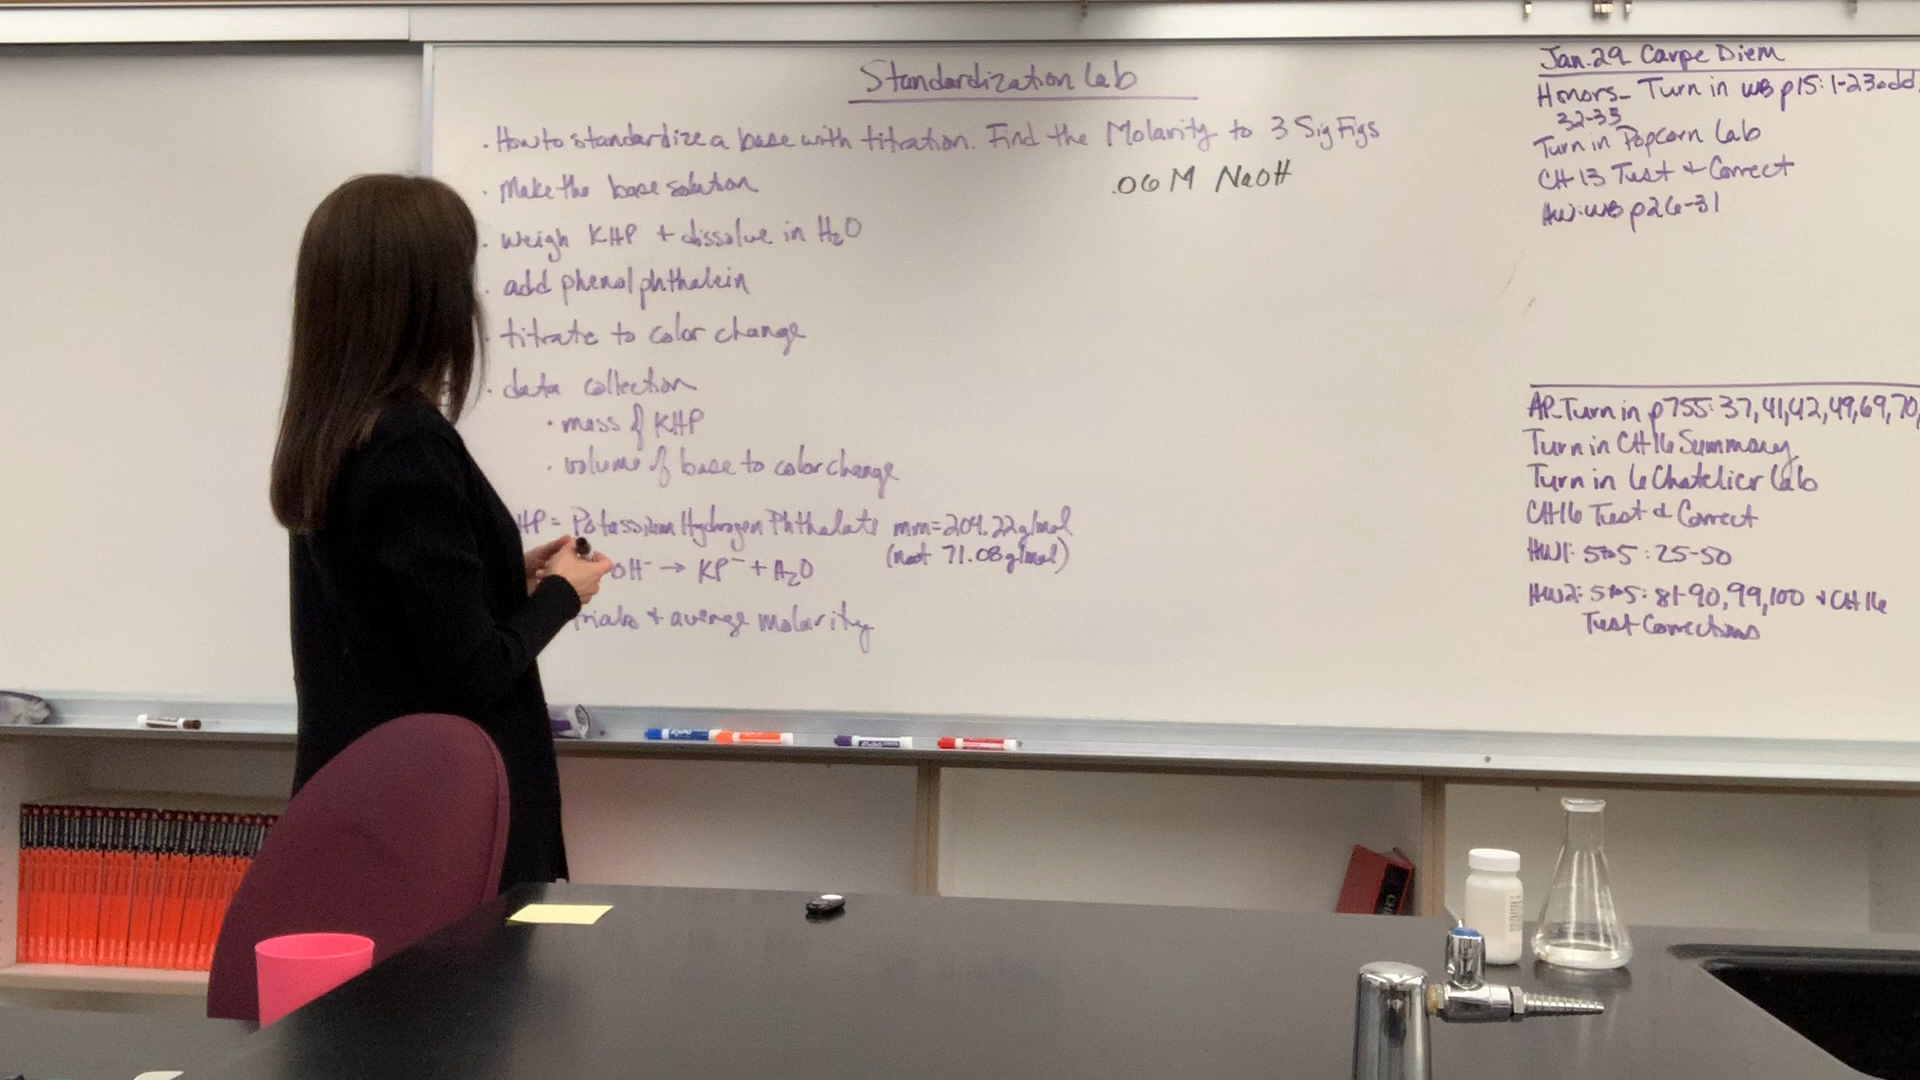 Standardization Lab
· How to standardize a base with titration. Find the Molarity to 3 Sig Figs
· Make the base solution
.06 M NaOH
· weigh KHP + dissolve in H₂O
· add phenolphthalein
· titrate to color change
· data collection
· mass of KHP
· volume of base to color change
HP = Potassium Hydrogen Phthalate mm=204.22g/mol
(not 71.08g/mol)
OH⁻ → KP⁻ + H₂O
trials + average molarity
Jan. 29 Carpe Diem
Honors- Turn in WB p15: 1-23odd,
32-35
Turn in Popcorn Lab
CH 13 Test & Correct
HW: WB p26-31
AP-Turn in p755: 37,41,42,49,69,70,
Turn in CH16 Summary
Turn in LeChatelier Lab
CH16 Test & Correct
HW1: 5to5: 25-50
HW2: 5to5: 81-90,99,100 & CH16
Test Corrections